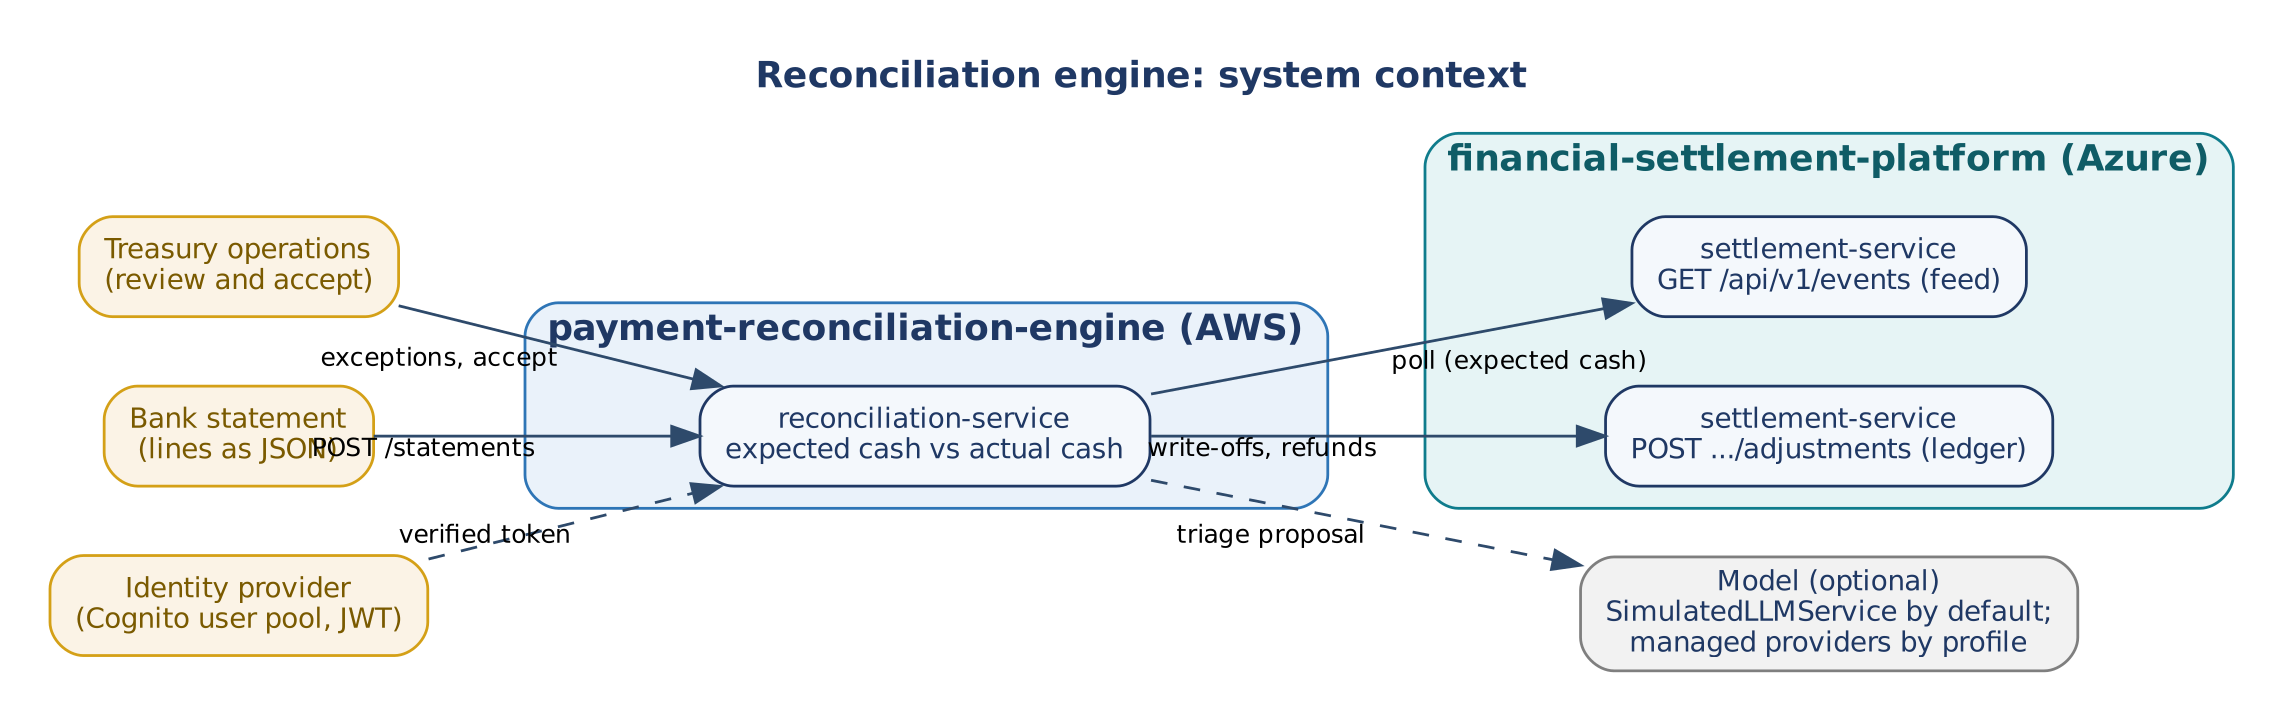 Reconciliation engine: system context
financial-settlement-platform (Azure)
Treasury operations
(review and accept)
settlement-service
GET /api/v1/events (feed)
payment-reconciliation-engine (AWS)
exceptions, accept
poll (expected cash)
Bank statement
(lines as JSON)
POST /statements
reconciliation-service
expected cash vs actual cash
write-offs, refunds
settlement-service
POST .../adjustments (ledger)
verified token
triage proposal
Identity provider
(Cognito user pool, JWT)
Model (optional)
SimulatedLLMService by default;
managed providers by profile